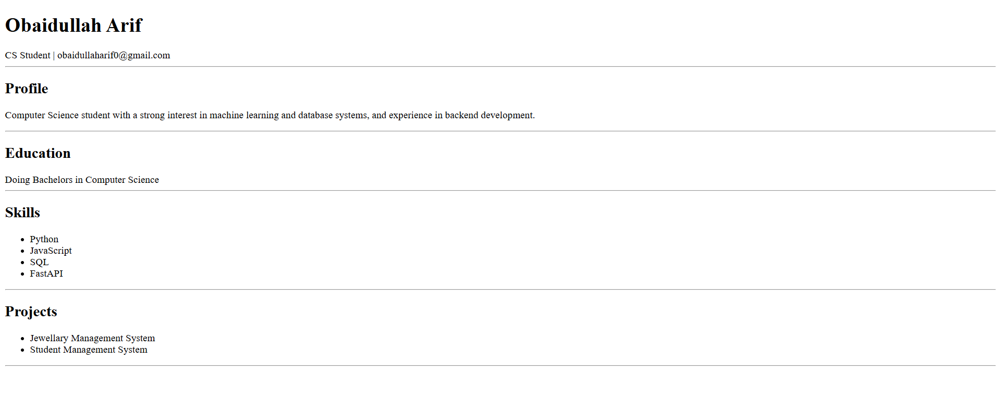 Obaidullah Arif
CS Student | obaidullaharif0@gmail.com
Profile
Computer Science student with a strong interest in machine learning and database systems, and experience in backend development.
Education
Doing Bachelors in Computer Science
Skills
Python
JavaScript
SQL
FastAPI
Projects
Jewellary Management System
Student Management System